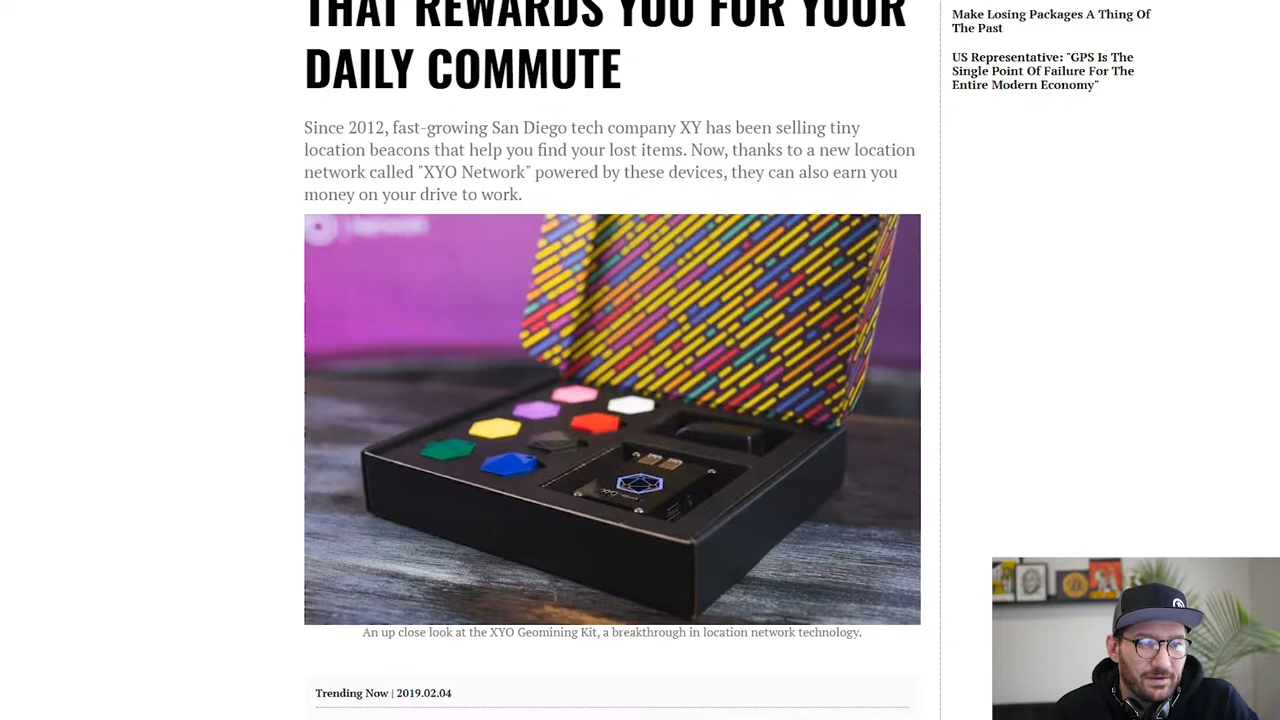 THAT REWARDS YOU FOR YOUR
DAILY COMMUTE
Since 2012, fast-growing San Diego tech company XY has been selling tiny
location beacons that help you find your lost items. Now, thanks to a new location
network called "XYO Network" powered by these devices, they can also earn you
money on your drive to work.
An up close look at the XYO Geomining Kit, a breakthrough in location network technology.
Trending Now | 2019.02.04
Make Losing Packages A Thing Of
The Past
US Representative: "GPS Is The
Single Point Of Failure For The
Entire Modern Economy"